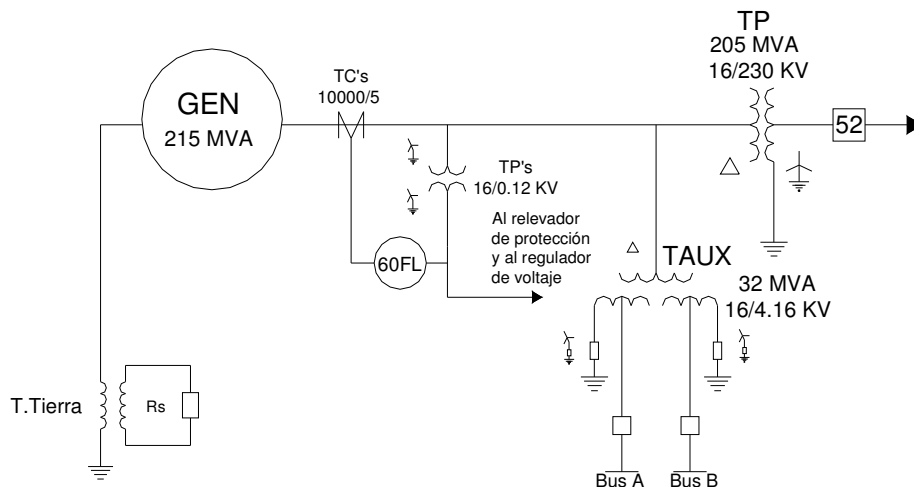 TP
205 MVA
16/230 KV
TC's
10000/5
GEN
215 MVA
52
TP's
16/0.12 KV
Al relevador
de protección
y al regulador
de voltaje
60FL
TAUX
32 MVA
16/4.16 KV
T.Tierra
Rs
Bus A
Bus B